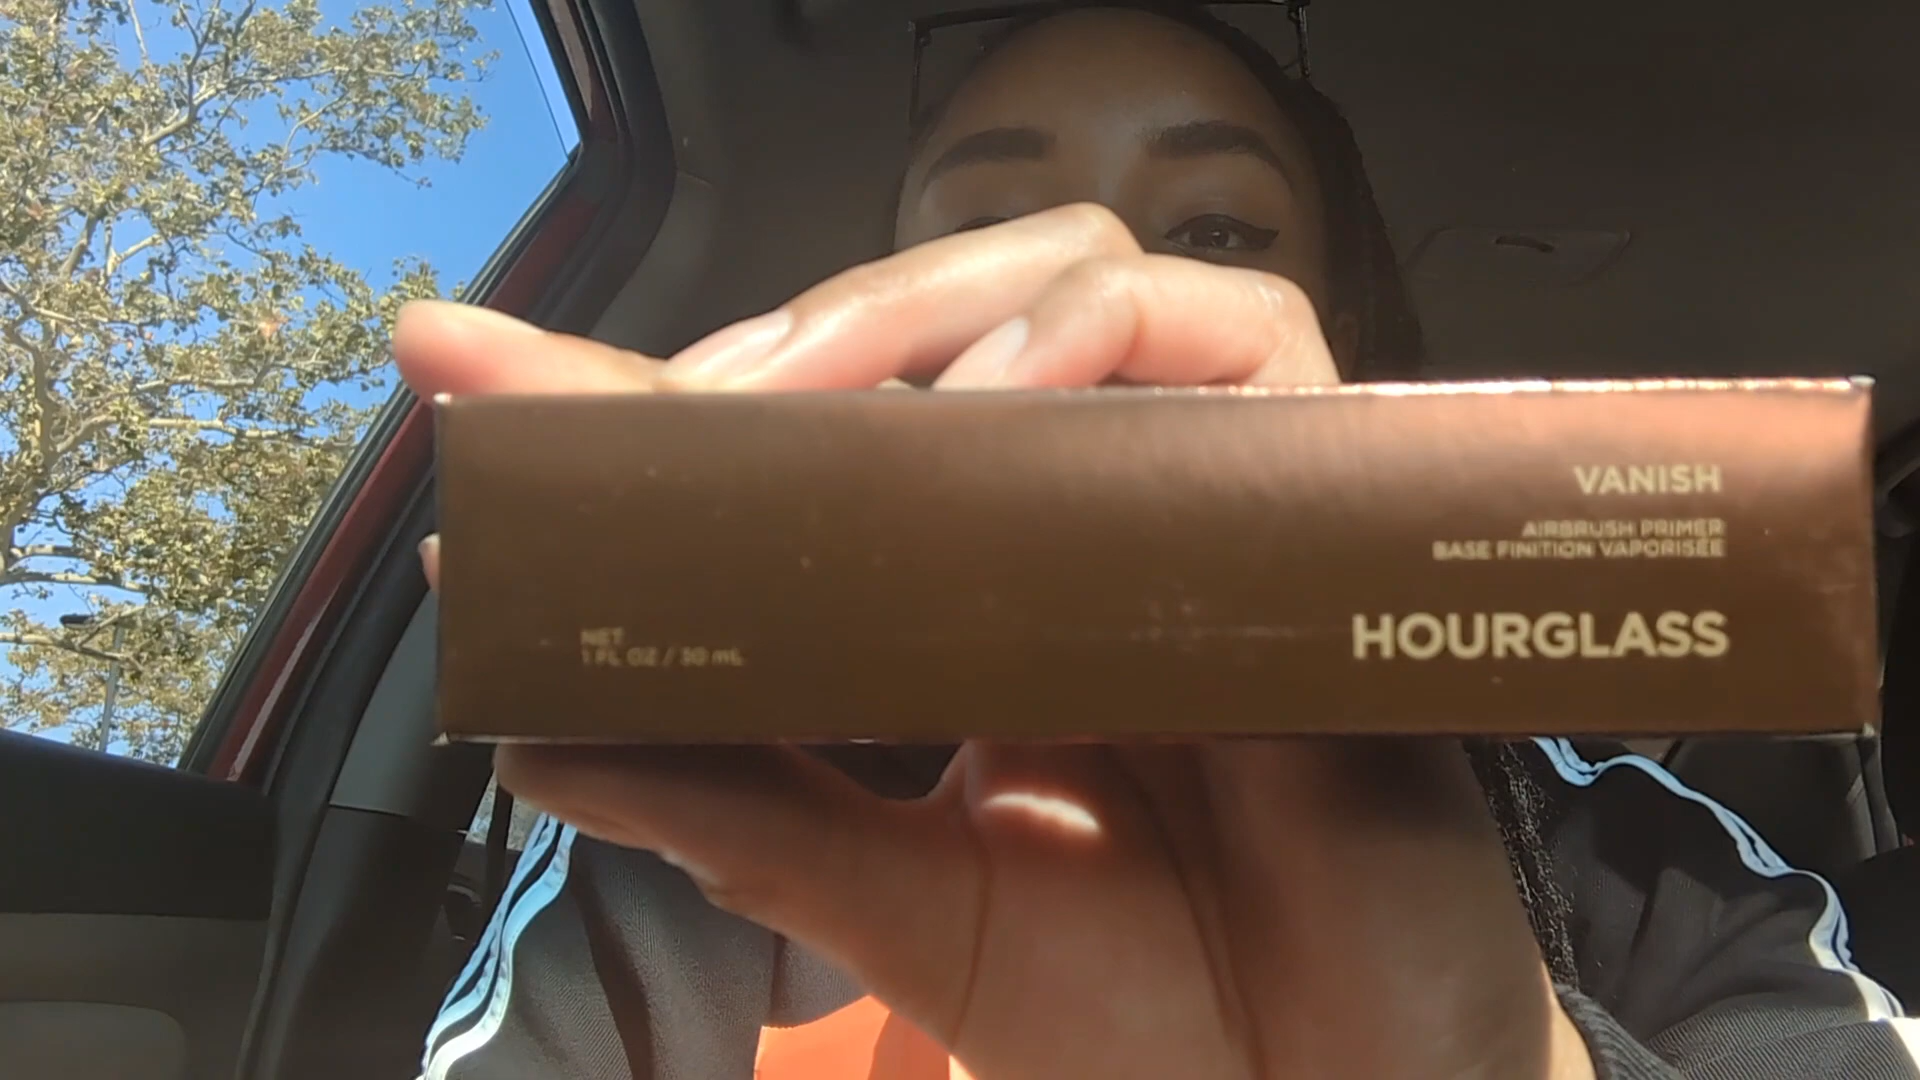 VANISH
AIRBRUSH PRIMER
BASE FINITION VAPORISÉE
HOURGLASS
NET
1 FL OZ / 30 mL